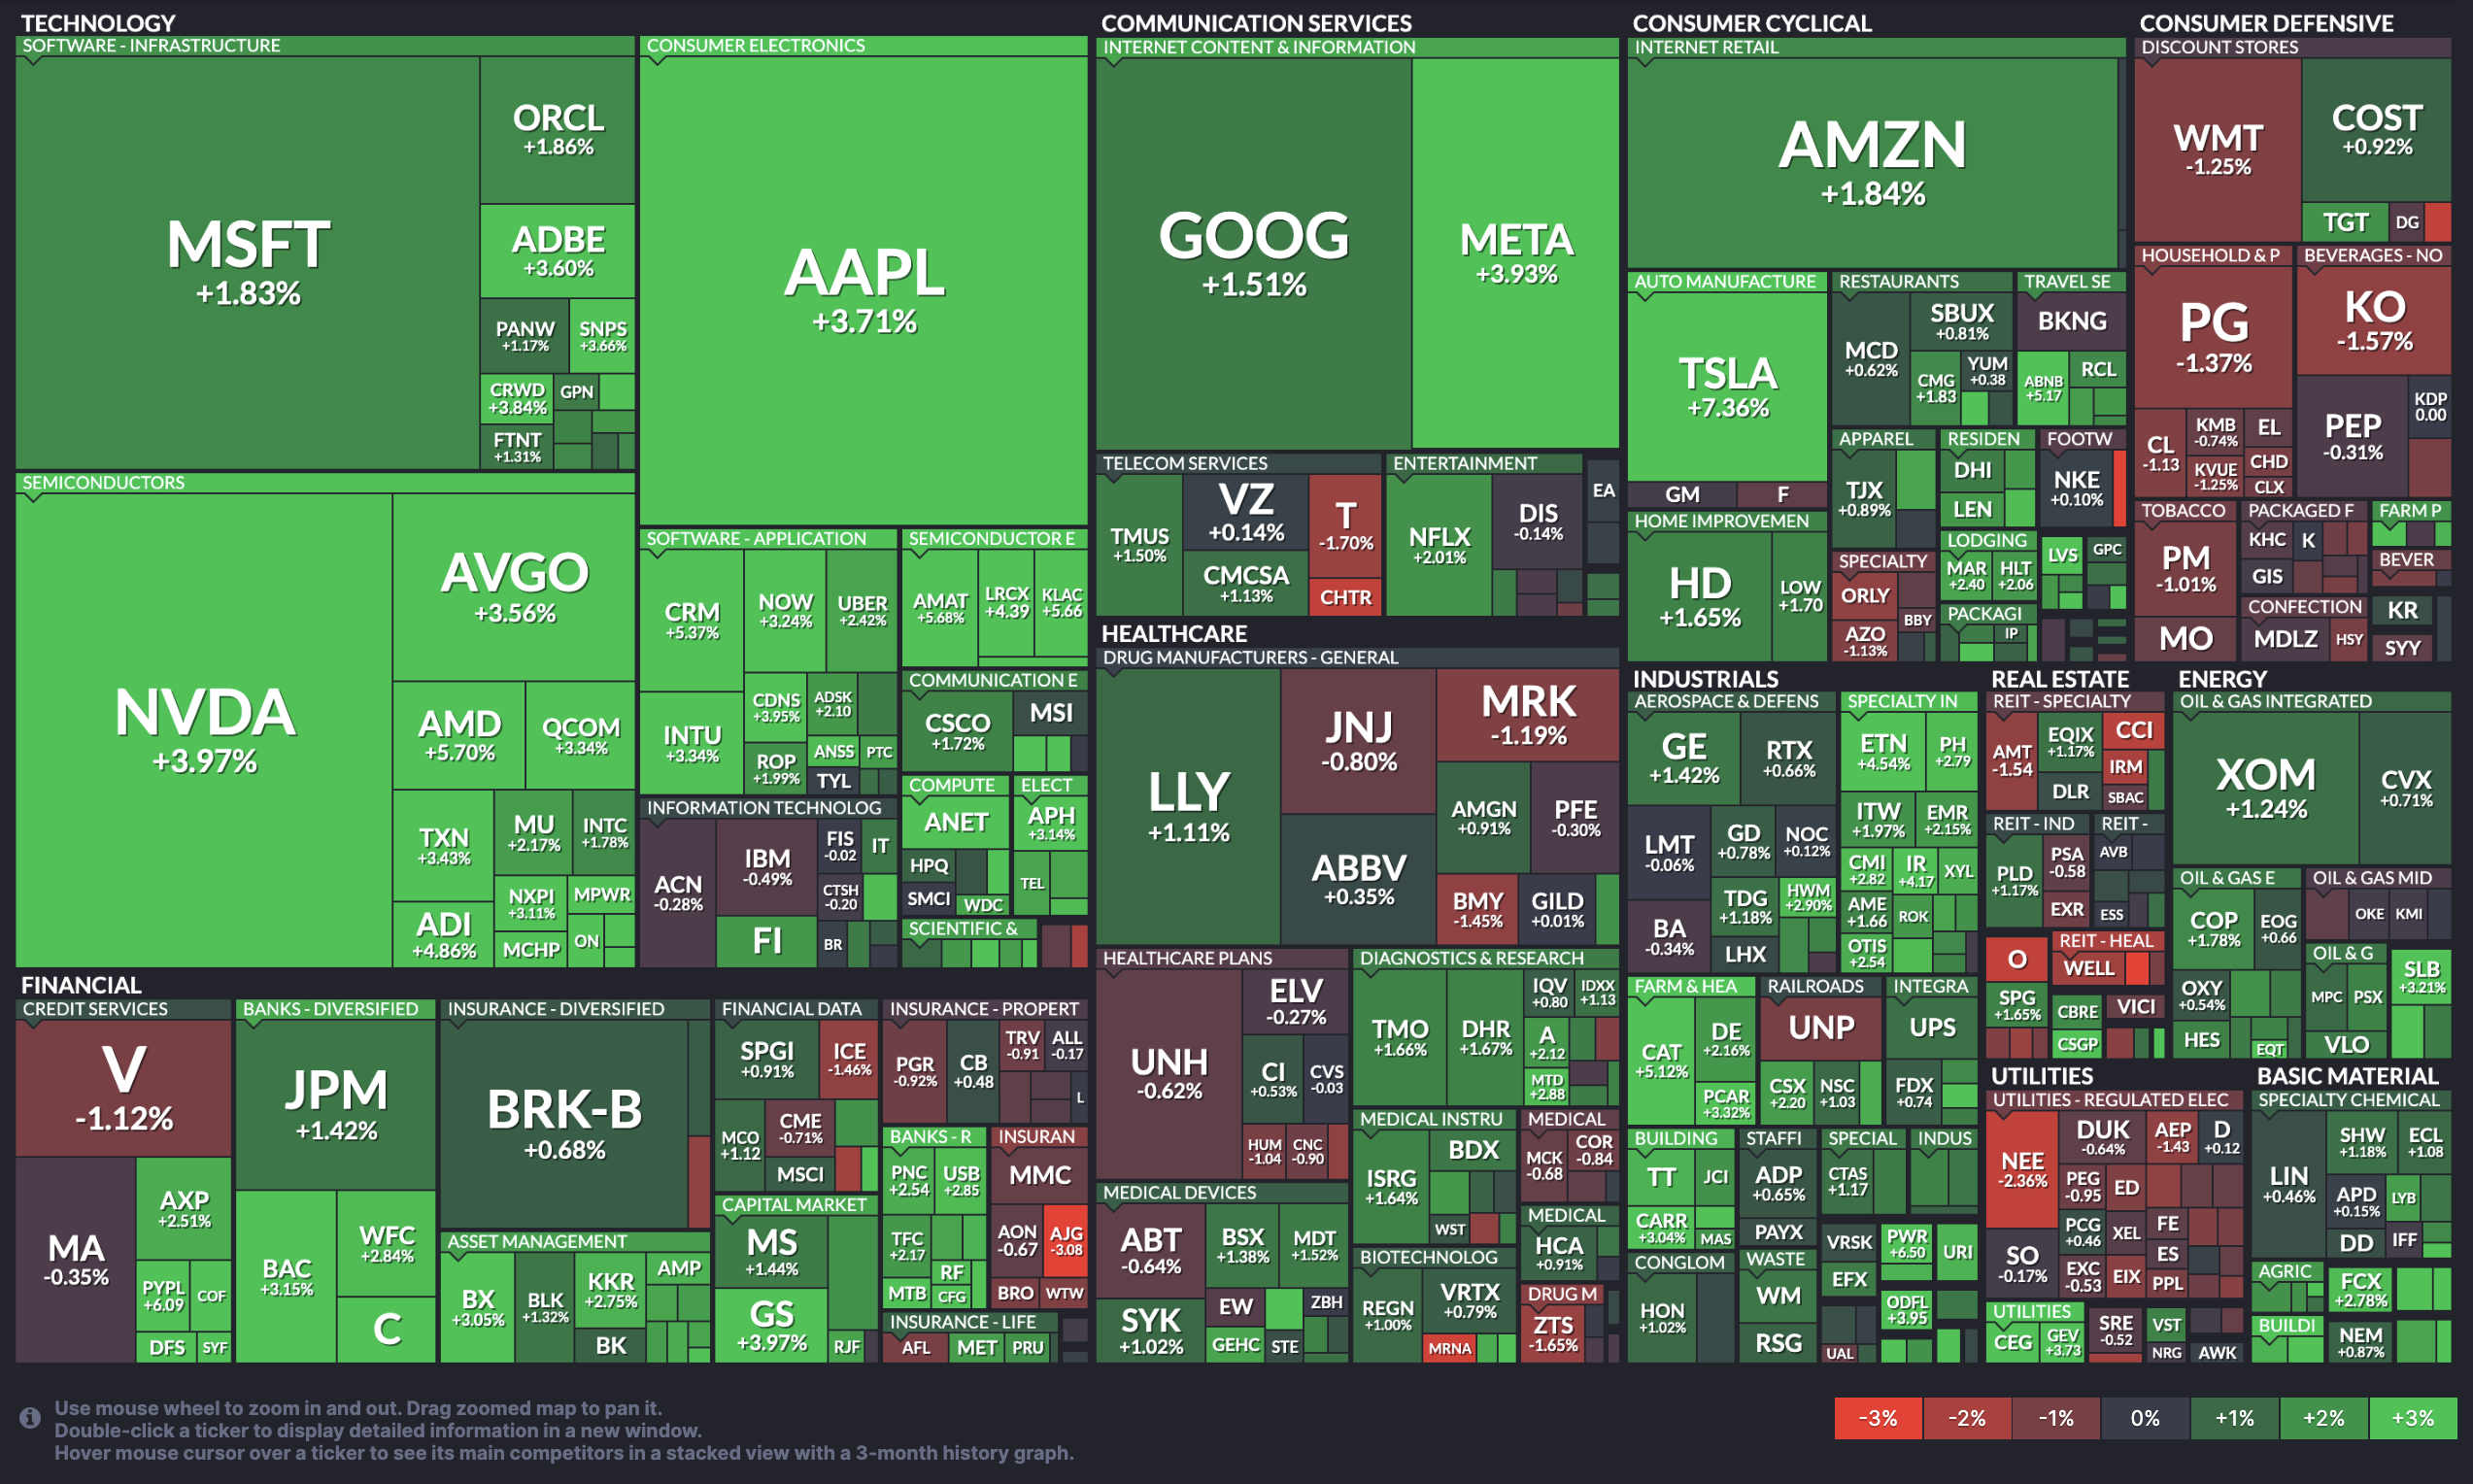 TECHNOLOGY
SOFTWARE - INFRASTRUCTURE
MSFT
+1.83%
ORCL
+1.86%
ADBE
+3.60%
PANW
+1.17%
SNPS
+3.66%
CRWD
+3.84%
GPN
FTNT
+1.31%
CONSUMER ELECTRONICS
AAPL
+3.71%
SEMICONDUCTORS
NVDA
+3.97%
AVGO
+3.56%
AMD
+5.70%
QCOM
+3.34%
TXN
+3.43%
MU
+2.17%
INTC
+1.78%
ADI
+4.86%
NXPI
+3.11%
MPWR
MCHP
ON
SOFTWARE - APPLICATION
CRM
+5.37%
NOW
+3.24%
UBER
+2.42%
INTU
+3.34%
CDNS
+3.95%
ADSK
+2.10
ROP
+1.99%
ANSS
PTC
TYL
SEMICONDUCTOR E
AMAT
+5.68%
LRCX
+4.39
KLAC
+5.66
COMMUNICATION E
CSCO
+1.72%
MSI
COMPUTE
ANET
HPQ
SMCI
WDC
ELECT
APH
+3.14%
TEL
INFORMATION TECHNOLOG
ACN
-0.28%
IBM
-0.49%
FI
FIS
-0.02
IT
CTSH
-0.20
BR
SCIENTIFIC &
FINANCIAL
CREDIT SERVICES
V
-1.12%
MA
-0.35%
AXP
+2.51%
PYPL
+6.09
COF
DFS
SYF
BANKS - DIVERSIFIED
JPM
+1.42%
BAC
+3.15%
WFC
+2.84%
C
INSURANCE - DIVERSIFIED
BRK-B
+0.68%
ASSET MANAGEMENT
BX
+3.05%
BLK
+1.32%
KKR
+2.75%
AMP
BK
FINANCIAL DATA
SPGI
+0.91%
ICE
-1.46%
MCO
+1.12
CME
-0.71%
MSCI
CAPITAL MARKET
MS
+1.44%
GS
+3.97%
RJF
INSURANCE - PROPERT
PGR
-0.92%
CB
+0.48
TRV
-0.91
ALL
-0.17
L
BANKS - R
PNC
+2.54
USB
+2.85
TFC
+2.17
RF
MTB
CFG
INSURAN
MMC
AON
-0.67
AJG
-3.08
BRO
WTW
INSURANCE - LIFE
AFL
MET
PRU
COMMUNICATION SERVICES
INTERNET CONTENT & INFORMATION
GOOG
+1.51%
META
+3.93%
TELECOM SERVICES
TMUS
+1.50%
VZ
+0.14%
CMCSA
+1.13%
T
-1.70%
CHTR
ENTERTAINMENT
NFLX
+2.01%
DIS
-0.14%
EA
HEALTHCARE
DRUG MANUFACTURERS - GENERAL
LLY
+1.11%
JNJ
-0.80%
ABBV
+0.35%
MRK
-1.19%
AMGN
+0.91%
PFE
-0.30%
BMY
-1.45%
GILD
+0.01%
HEALTHCARE PLANS
UNH
-0.62%
ELV
-0.27%
CI
+0.53%
CVS
-0.03
HUM
-1.04
CNC
-0.90
DIAGNOSTICS & RESEARCH
TMO
+1.66%
DHR
+1.67%
IQV
+0.80
IDXX
+1.13
A
+2.12
MTD
+2.88
MEDICAL DEVICES
ABT
-0.64%
SYK
+1.02%
BSX
+1.38%
MDT
+1.52%
EW
ZBH
GEHC
STE
MEDICAL INSTRU
ISRG
+1.64%
BDX
WST
MEDICAL
MCK
-0.68
COR
-0.84
MEDICAL
HCA
+0.91%
BIOTECHNOLOG
REGN
+1.00%
VRTX
+0.79%
MRNA
DRUG M
ZTS
-1.65%
CONSUMER CYCLICAL
INTERNET RETAIL
AMZN
+1.84%
AUTO MANUFACTURE
TSLA
+7.36%
GM
F
HOME IMPROVEMEN
HD
+1.65%
LOW
+1.70
RESTAURANTS
MCD
+0.62%
SBUX
+0.81%
CMG
+1.83
YUM
+0.38
TRAVEL SE
BKNG
ABNB
+5.17
RCL
APPAREL
TJX
+0.89%
RESIDEN
DHI
LEN
FOOTW
NKE
+0.10%
SPECIALTY
ORLY
AZO
-1.13%
BBY
LODGING
MAR
+2.40
HLT
+2.06
LVS
GPC
PACKAGI
IP
CONSUMER DEFENSIVE
DISCOUNT STORES
WMT
-1.25%
COST
+0.92%
TGT
DG
HOUSEHOLD & P
PG
-1.37%
CL
-1.13
KMB
-0.74%
EL
KVUE
-1.25%
CHD
CLX
BEVERAGES - NO
KO
-1.57%
PEP
-0.31%
KDP
0.00
TOBACCO
PM
-1.01%
MO
PACKAGED F
KHC
K
GIS
FARM P
BEVER
CONFECTION
MDLZ
HSY
KR
SYY
INDUSTRIALS
AEROSPACE & DEFENS
GE
+1.42%
RTX
+0.66%
LMT
-0.06%
GD
+0.78%
NOC
+0.12%
BA
-0.34%
TDG
+1.18%
HWM
+2.90%
LHX
SPECIALTY IN
ETN
+4.54%
PH
+2.79
ITW
+1.97%
EMR
+2.15%
CMI
+2.82
IR
+4.17
XYL
AME
+1.66
ROK
OTIS
+2.54
FARM & HEA
CAT
+5.12%
DE
+2.16%
PCAR
+3.32%
RAILROADS
UNP
CSX
+2.20
NSC
+1.03
INTEGRA
UPS
FDX
+0.74
BUILDING
TT
JCI
CARR
+3.04%
MAS
STAFFI
ADP
+0.65%
PAYX
SPECIAL
CTAS
+1.17
INDUS
CONGLOM
HON
+1.02%
WASTE
WM
RSG
VRSK
EFX
PWR
+6.50
URI
ODFL
+3.95
UAL
REAL ESTATE
REIT - SPECIALTY
AMT
-1.54
EQIX
+1.17%
CCI
DLR
IRM
SBAC
REIT - IND
PLD
+1.17%
PSA
-0.58
EXR
REIT -
AVB
ESS
O
REIT - HEAL
WELL
SPG
+1.65%
CBRE
VICI
CSGP
ENERGY
OIL & GAS INTEGRATED
XOM
+1.24%
CVX
+0.71%
OIL & GAS E
COP
+1.78%
EOG
+0.66
OXY
+0.54%
HES
EQT
OIL & GAS MID
OKE
KMI
OIL & G
MPC
PSX
VLO
SLB
+3.21%
UTILITIES
UTILITIES - REGULATED ELEC
NEE
-2.36%
SO
-0.17%
DUK
-0.64%
AEP
-1.43
D
+0.12
PEG
-0.95
ED
PCG
+0.46
XEL
FE
ES
EXC
-0.53
EIX
PPL
UTILITIES
CEG
GEV
+3.73
SRE
-0.52
VST
NRG
AWK
BASIC MATERIAL
SPECIALTY CHEMICAL
LIN
+0.46%
SHW
+1.18%
ECL
+1.08
APD
+0.15%
LYB
DD
IFF
AGRIC
FCX
+2.78%
BUILDI
NEM
+0.87%
Use mouse wheel to zoom in and out. Drag zoomed map to pan it.
Double-click a ticker to display detailed information in a new window.
Hover mouse cursor over a ticker to see its main competitors in a stacked view with a 3-month history graph.
-3%
-2%
-1%
0%
+1%
+2%
+3%